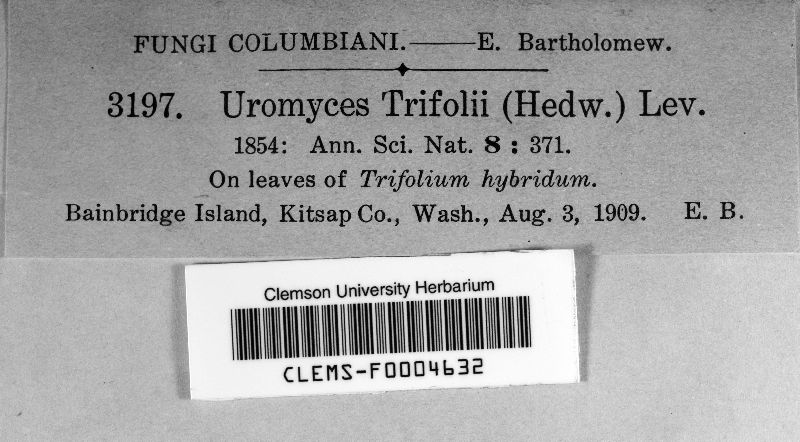 FUNGI COLUMBIANI.——E. Bartholomew.
3197. Uromyces Trifolii (Hedw.) Lev.
1854: Ann. Sci. Nat. 8 : 371.
On leaves of Trifolium hybridum.
Bainbridge Island, Kitsap Co., Wash., Aug. 3, 1909. E. B.
Clemson University Herbarium
CLEMS-F0004632